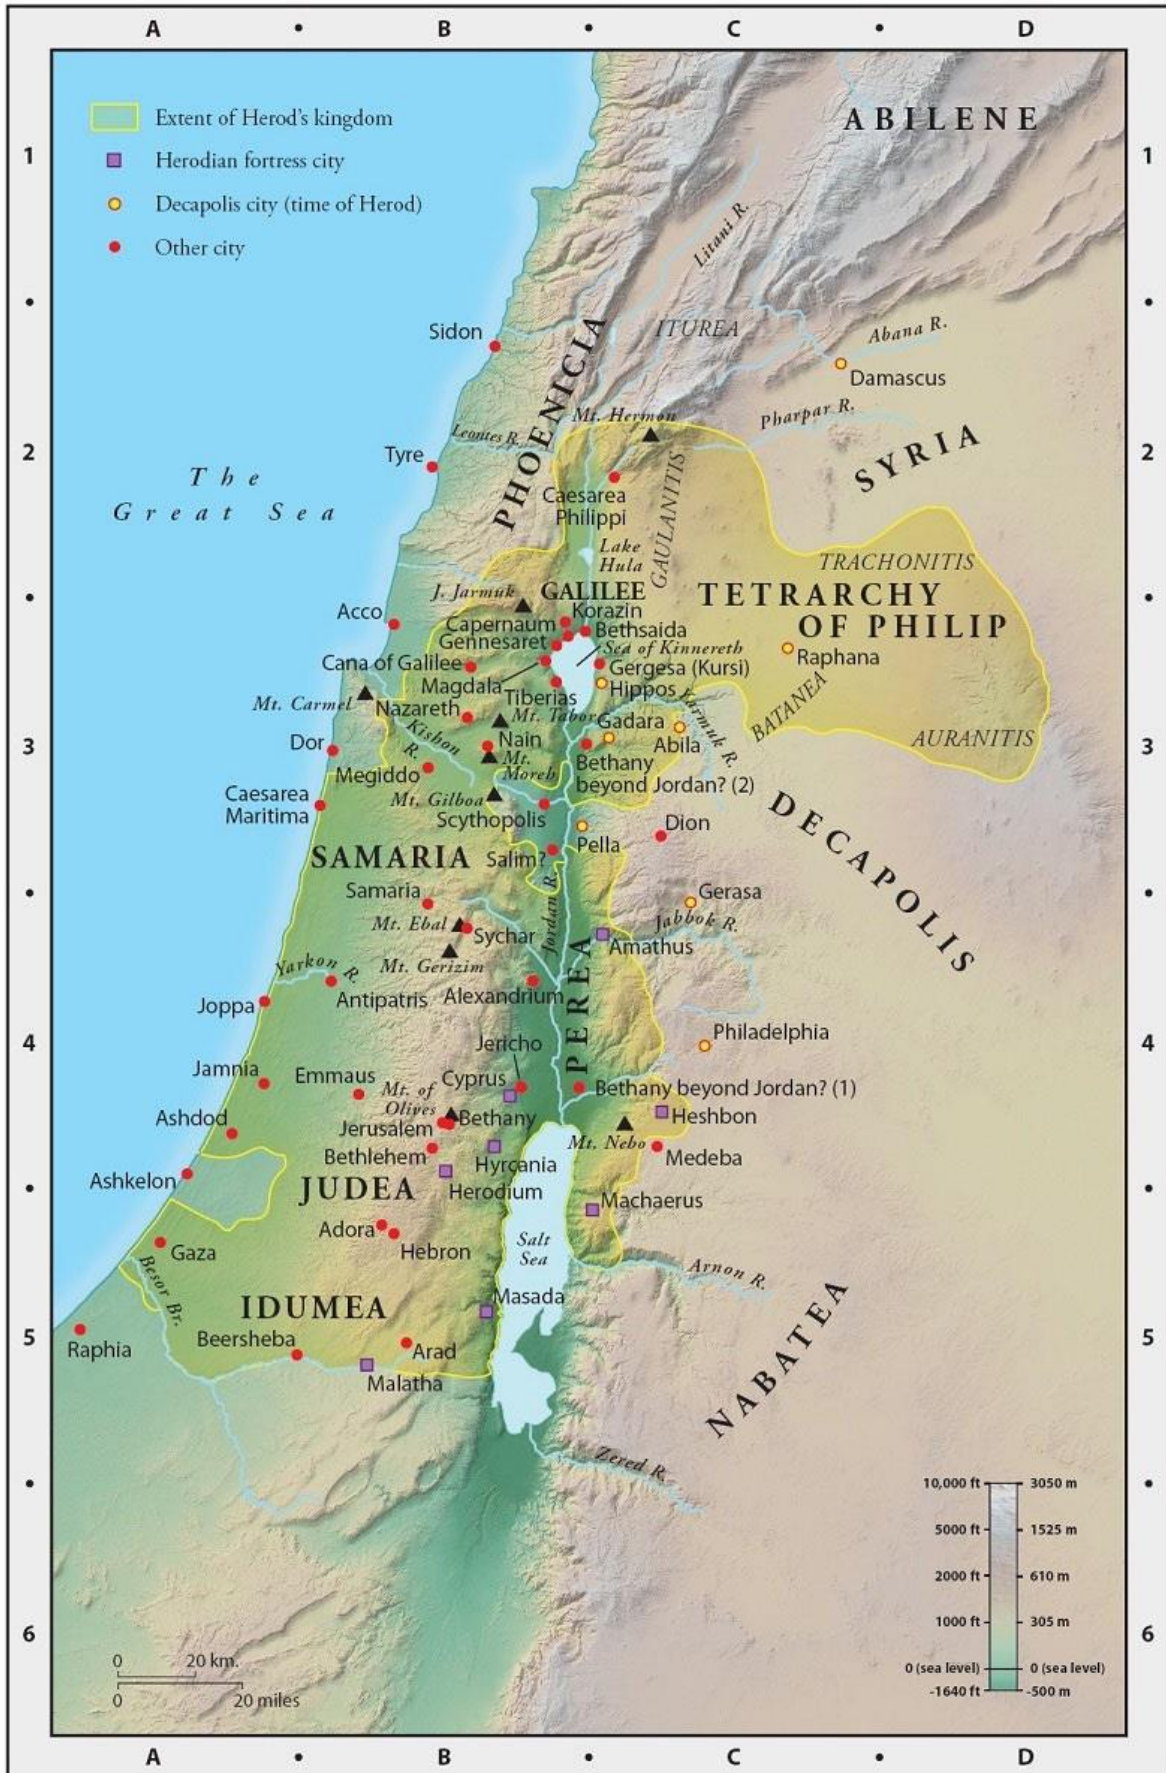 A • B • C • D
Extent of Herod's kingdom
Herodian fortress city
Decapolis city (time of Herod)
Other city
1
•
2
•
3
•
4
•
5
•
6
1
•
2
•
3
•
4
•
5
•
6
ABILENE
Litani R.
Sidon
ITUREA
Abana R.
Damascus
PHOENICIA
Mt. Hermon
Pharpar R.
Leontes R.
Tyre
SYRIA
The
Great Sea
Caesarea
Philippi
GAULANITIS
Lake
Hula
TRACHONITIS
J. Jarmuk
GALILEE
TETRARCHY
OF PHILIP
Acco
Korazin
Capernaum
Bethsaida
Gennesaret
Sea of Kinnereth
Raphana
Cana of Galilee
Gergesa (Kursi)
Magdala
Hippos
Tiberias
Mt. Carmel
Nazareth
Mt. Tabor
Yarmuk R.
BATANEA
Gadara
Kishon
R.
Dor
Nain
Abila
AURANITIS
Mt.
Moreh
Bethany
beyond Jordan? (2)
Megiddo
Caesarea
Maritima
Mt. Gilboa
Scythopolis
DECAPOLIS
Dion
Pella
SAMARIA
Salim?
Samaria
Jordan R.
Gerasa
Mt. Ebal
Jabbok R.
Sychar
Amathus
Mt. Gerizim
Yarkon R.
Antipatris
Alexandrium
PEREA
Joppa
Philadelphia
Jericho
Jamnia
Emmaus
Cyprus
Mt. of
Olives
Bethany beyond Jordan? (1)
Ashdod
Bethany
Heshbon
Jerusalem
Mt. Nebo
Bethlehem
Hyrcania
Medeba
Ashkelon
JUDEA
Herodium
Machaerus
Adora
Hebron
Gaza
Salt
Sea
Besor Br.
Arnon R.
Masada
IDUMEA
NABATEA
Raphia
Beersheba
Arad
Malatha
Zered R.
10,000 ft 3050 m
5000 ft 1525 m
2000 ft 610 m
1000 ft 305 m
0 (sea level) 0 (sea level)
-1640 ft -500 m
0 20 km.
0 20 miles
A • B • C • D